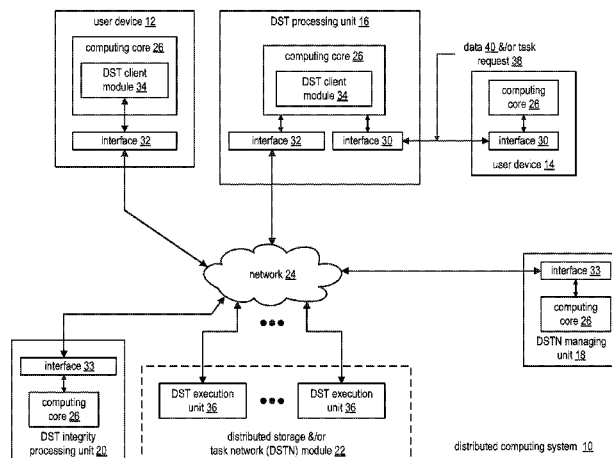 user device 12
computing core 26
DST client
module 34
interface 32
DST processing unit 16
computing core 26
DST client
module 34
interface 32
interface 30
data 40 &/or task
request 38
computing
core 26
interface 30
user device 14
network 24
interface 33
computing
core 26
DSTN managing
unit 18
interface 33
computing
core 26
DST integrity
processing unit 20
DST execution
unit 36
DST execution
unit 36
distributed storage &/or
task network (DSTN) module 22
distributed computing system 10